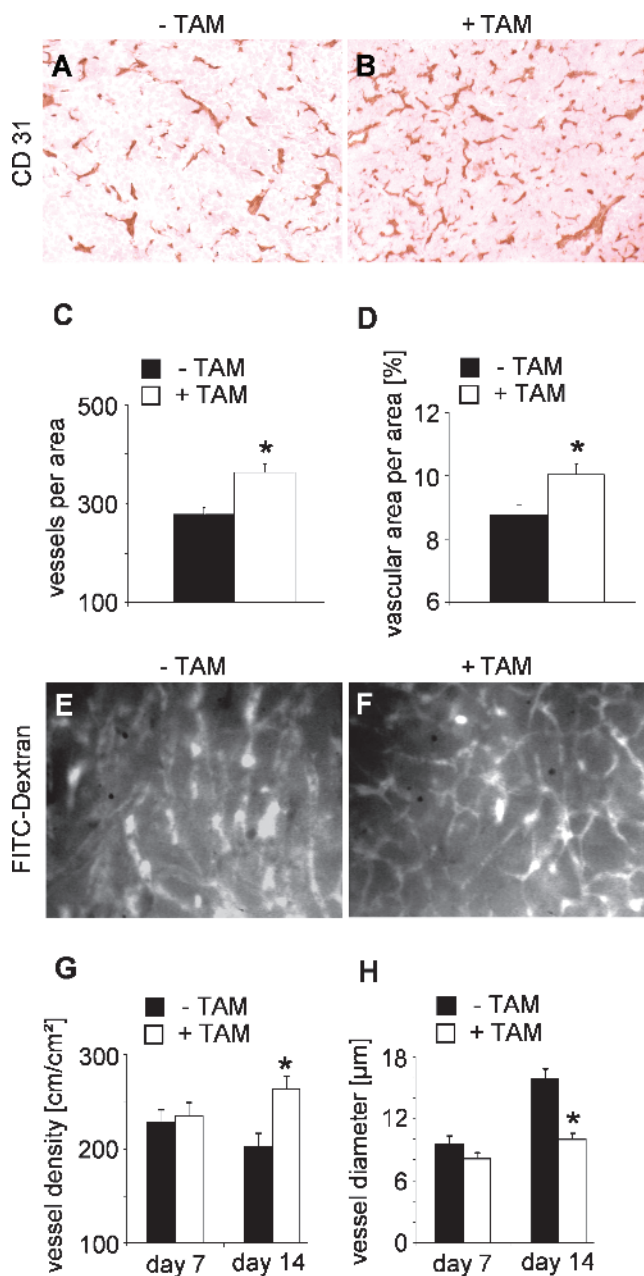 - TAM + TAM
A B
CD 31
C D
- TAM
+ TAM
- TAM
+ TAM
vessels per area
500
300
100
*
vascular area per area [%]
12
10
8
6
*
- TAM + TAM
E F
FITC-Dextran
G H
- TAM
+ TAM
- TAM
+ TAM
vessel density [cm/cm²]
300
200
100
*
day 7 day 14
vessel diameter [µm]
18
12
6
0
*
day 7 day 14